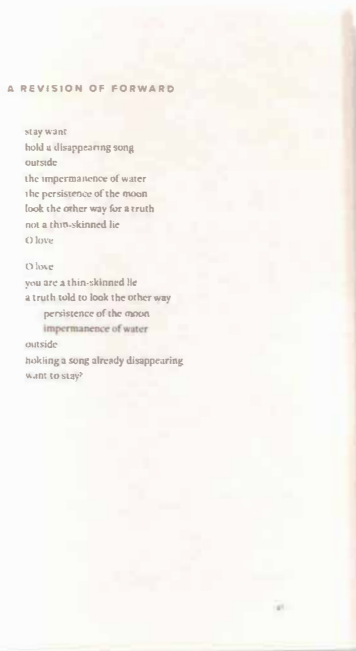 A REVISION OF FORWARD
stay want
hold a disappearing song
outside
the impermanence of water
the persistence of the moon
look the other way for a truth
not a thin-skinned lie
O love
O love
you are a thin-skinned lie
a truth told to look the other way
persistence of the moon
impermanence of water
outside
holding a song already disappearing
want to stay?